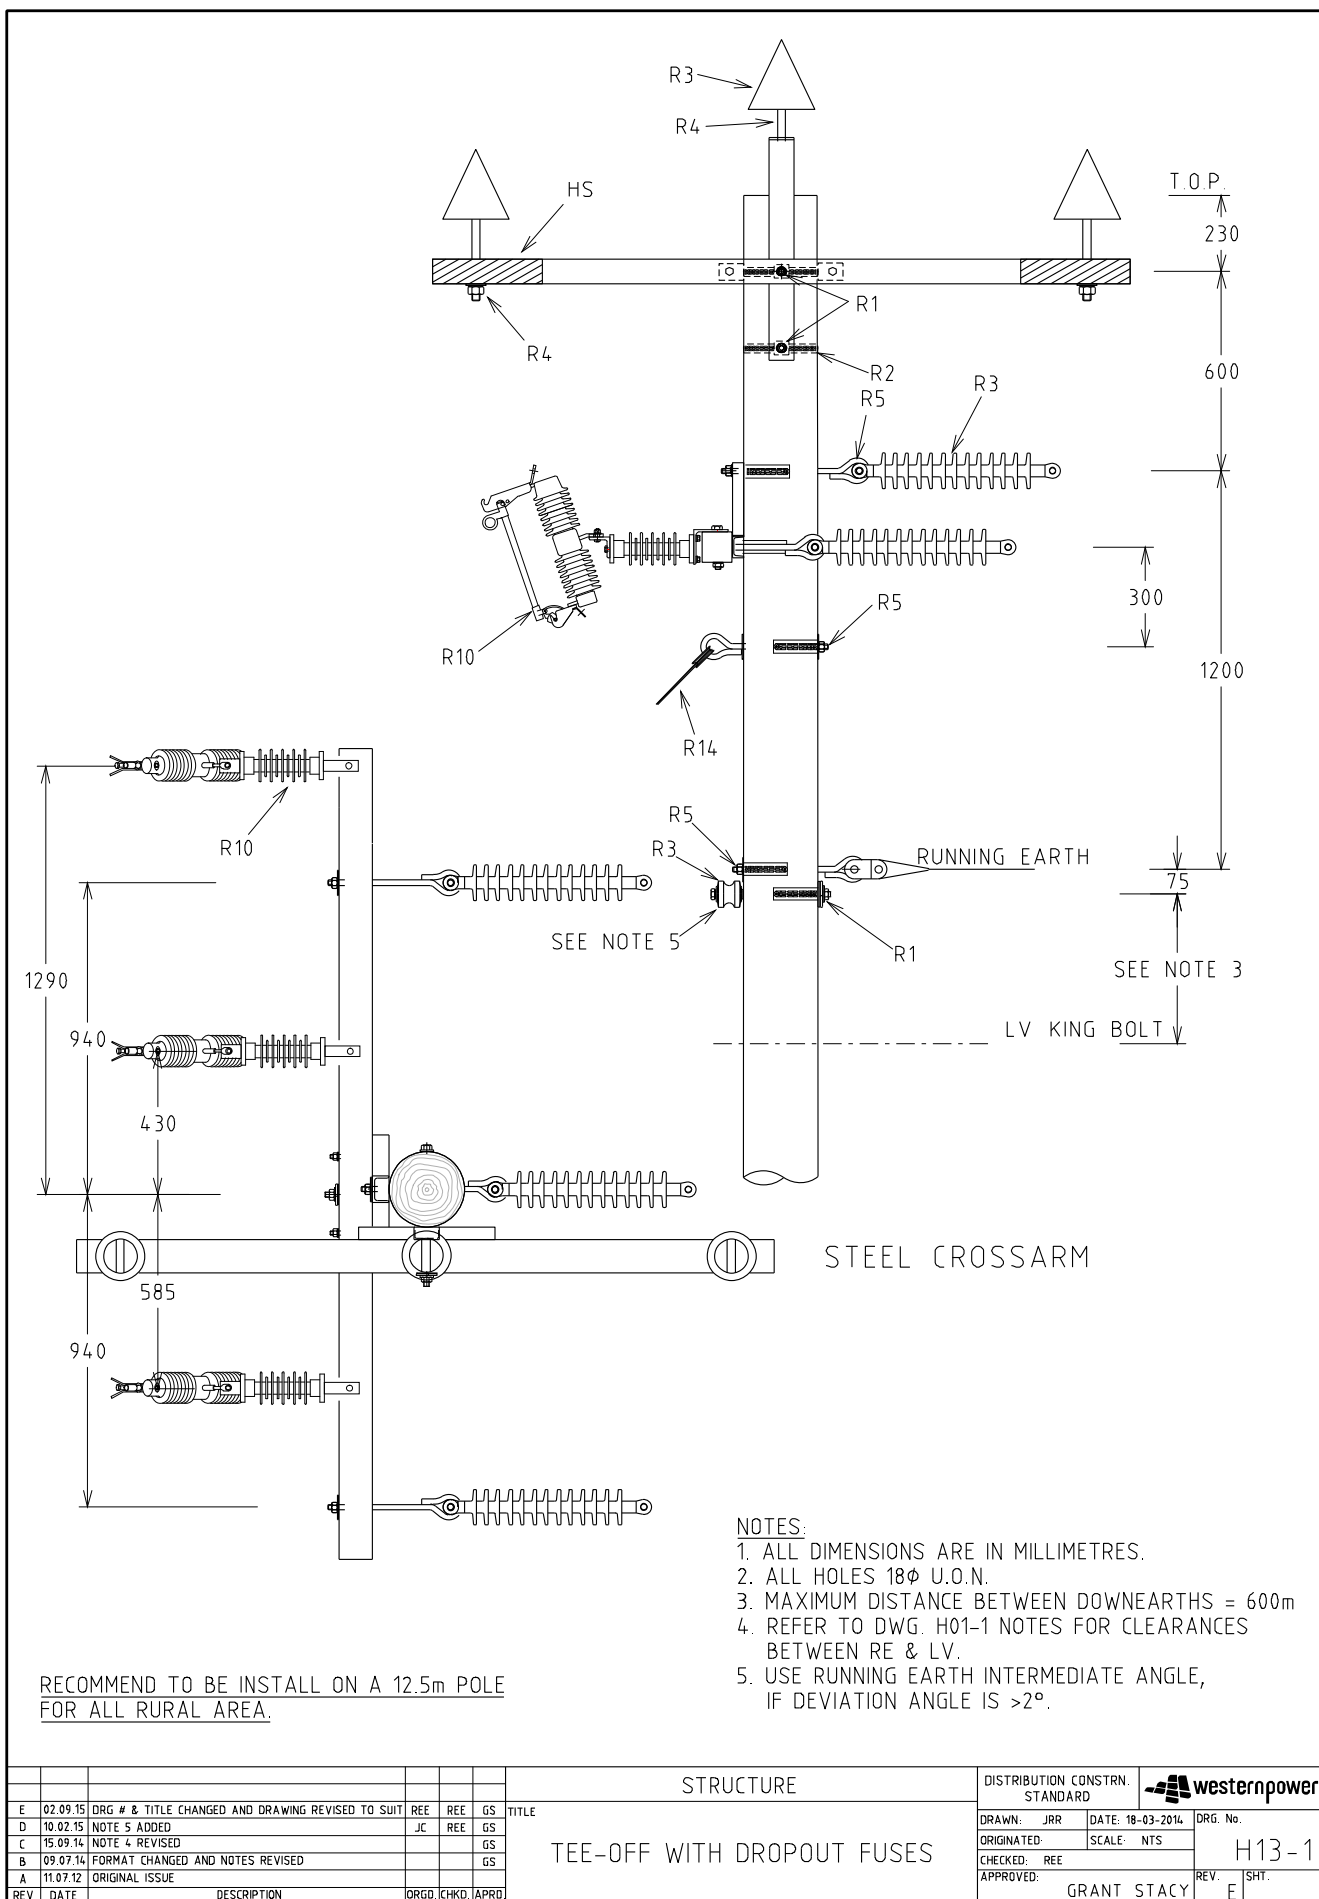 R3
R4
T.O.P.
HS
230
R1
R4
R2
600
R3
R5
300
R5
R10
1200
R14
R5
R10
R3
RUNNING EARTH
75
SEE NOTE 5
R1
SEE NOTE 3
1290
940
LV KING BOLT
430
STEEL CROSSARM
585
940
NOTES:
1. ALL DIMENSIONS ARE IN MILLIMETRES.
2. ALL HOLES 18ϕ U.O.N.
3. MAXIMUM DISTANCE BETWEEN DOWNEARTHS = 600m
4. REFER TO DWG. H01-1 NOTES FOR CLEARANCES
BETWEEN RE & LV.
5. USE RUNNING EARTH INTERMEDIATE ANGLE,
IF DEVIATION ANGLE IS >2°.
RECOMMEND TO BE INSTALL ON A 12.5m POLE
FOR ALL RURAL AREA.
E 02.09.15 DRG # & TITLE CHANGED AND DRAWING REVISED TO SUIT REE REE GS
D 10.02.15 NOTE 5 ADDED JC REE GS
C 15.09.14 NOTE 4 REVISED GS
B 09.07.14 FORMAT CHANGED AND NOTES REVISED GS
A 11.07.12 ORIGINAL ISSUE
REV DATE DESCRIPTION ORGD. CHKD. APRD.
STRUCTURE
TITLE
TEE-OFF WITH DROPOUT FUSES
DISTRIBUTION CONSTRN.
STANDARD
westernpower
DRAWN: JRR DATE: 18-03-2014 DRG. No.
ORIGINATED: SCALE: NTS
H13-1
CHECKED: REE
APPROVED: GRANT STACY
REV. E SHT.